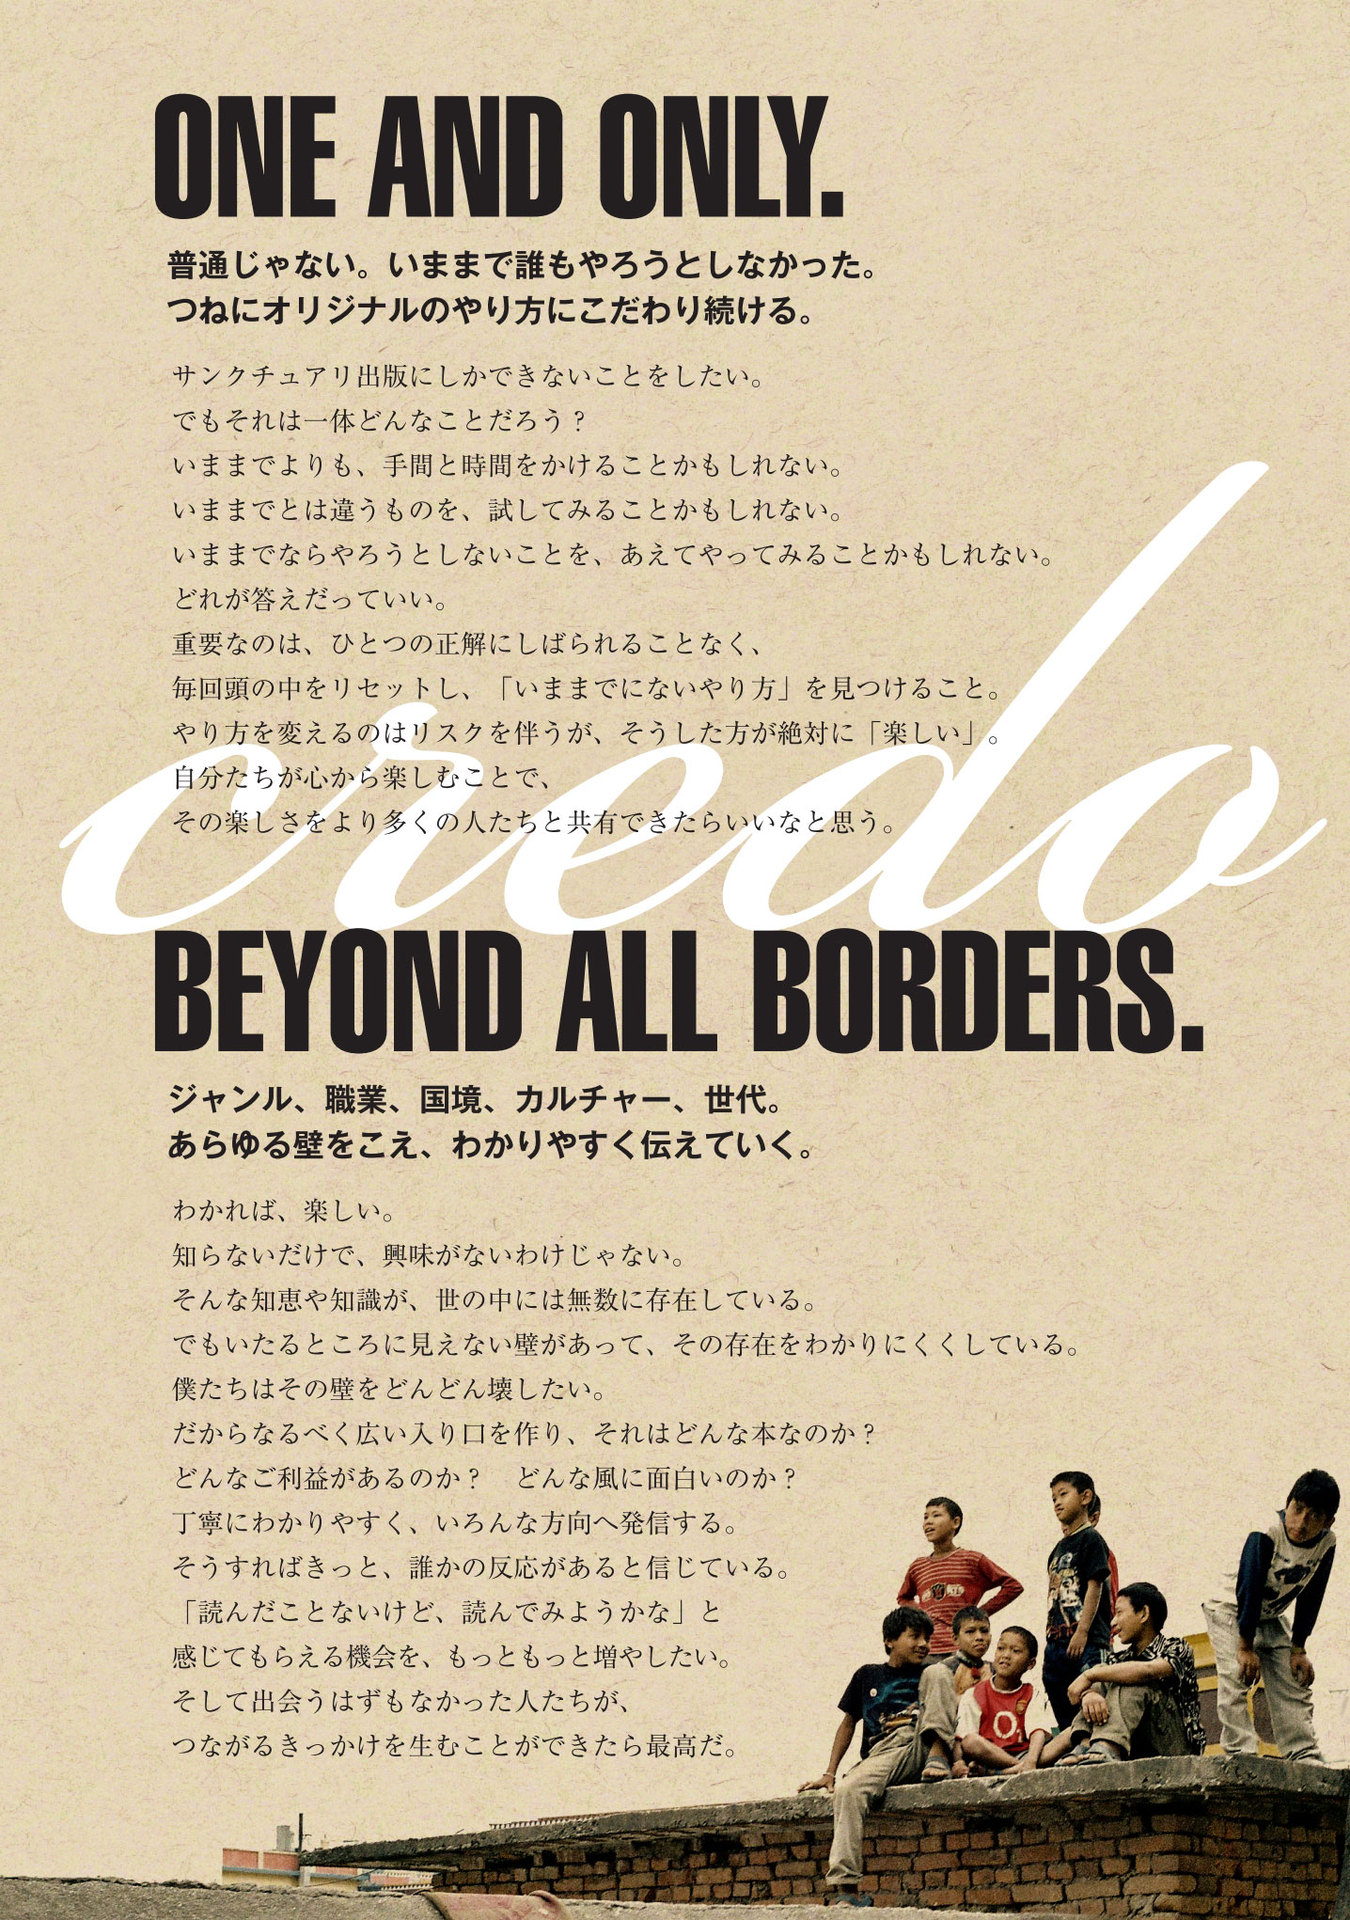 ONE AND ONLY.
普通じゃない。いままで誰もやろうとしなかった。
つねにオリジナルのやり方にこだわり続ける。
サンクチュアリ出版にしかできないことをしたい。
でもそれは一体どんなことだろう？
いままでよりも、手間と時間をかけることかもしれない。
いままでとは違うものを、試してみることかもしれない。
いままでならやろうとしないことを、あえてやってみることかもしれない。
どれが答えだっていい。
重要なのは、ひとつの正解にしばられることなく、
毎回頭の中をリセットし、「いままでにないやり方」を見つけること。
やり方を変えるのはリスクを伴うが、そうした方が絶対に「楽しい」。
自分たちが心から楽しむことで、
その楽しさをより多くの人たちと共有できたらいいなと思う。
credo
BEYOND ALL BORDERS.
ジャンル、職業、国境、カルチャー、世代。
あらゆる壁をこえ、わかりやすく伝えていく。
わかれば、楽しい。
知らないだけで、興味がないわけじゃない。
そんな知恵や知識が、世の中には無数に存在している。
でもいたるところに見えない壁があって、その存在をわかりにくくしている。
僕たちはその壁をどんどん壊したい。
だからなるべく広い入り口を作り、それはどんな本なのか？
どんなご利益があるのか？　どんな風に面白いのか？
丁寧にわかりやすく、いろんな方向へ発信する。
そうすればきっと、誰かの反応があると信じている。
「読んだことないけど、読んでみようかな」と
感じてもらえる機会を、もっともっと増やしたい。
そして出会うはずもなかった人たちが、
つながるきっかけを生むことができたら最高だ。
O₂